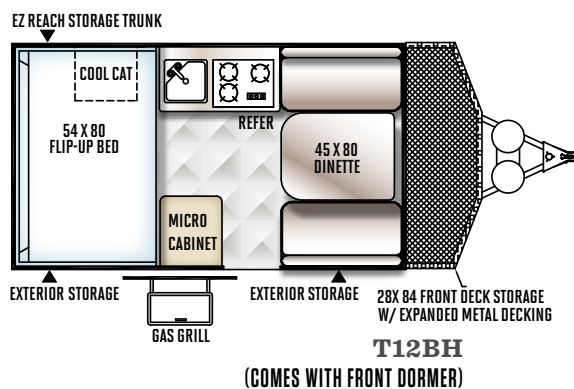 EZ REACH STORAGE TRUNK
COOL CAT
54 X 80
FLIP-UP BED
REFER
45 X 80
DINETTE
MICRO
CABINET
EXTERIOR STORAGE
GAS GRILL
EXTERIOR STORAGE
28X 84 FRONT DECK STORAGE
W/ EXPANDED METAL DECKING
T12BH
(COMES WITH FRONT DORMER)